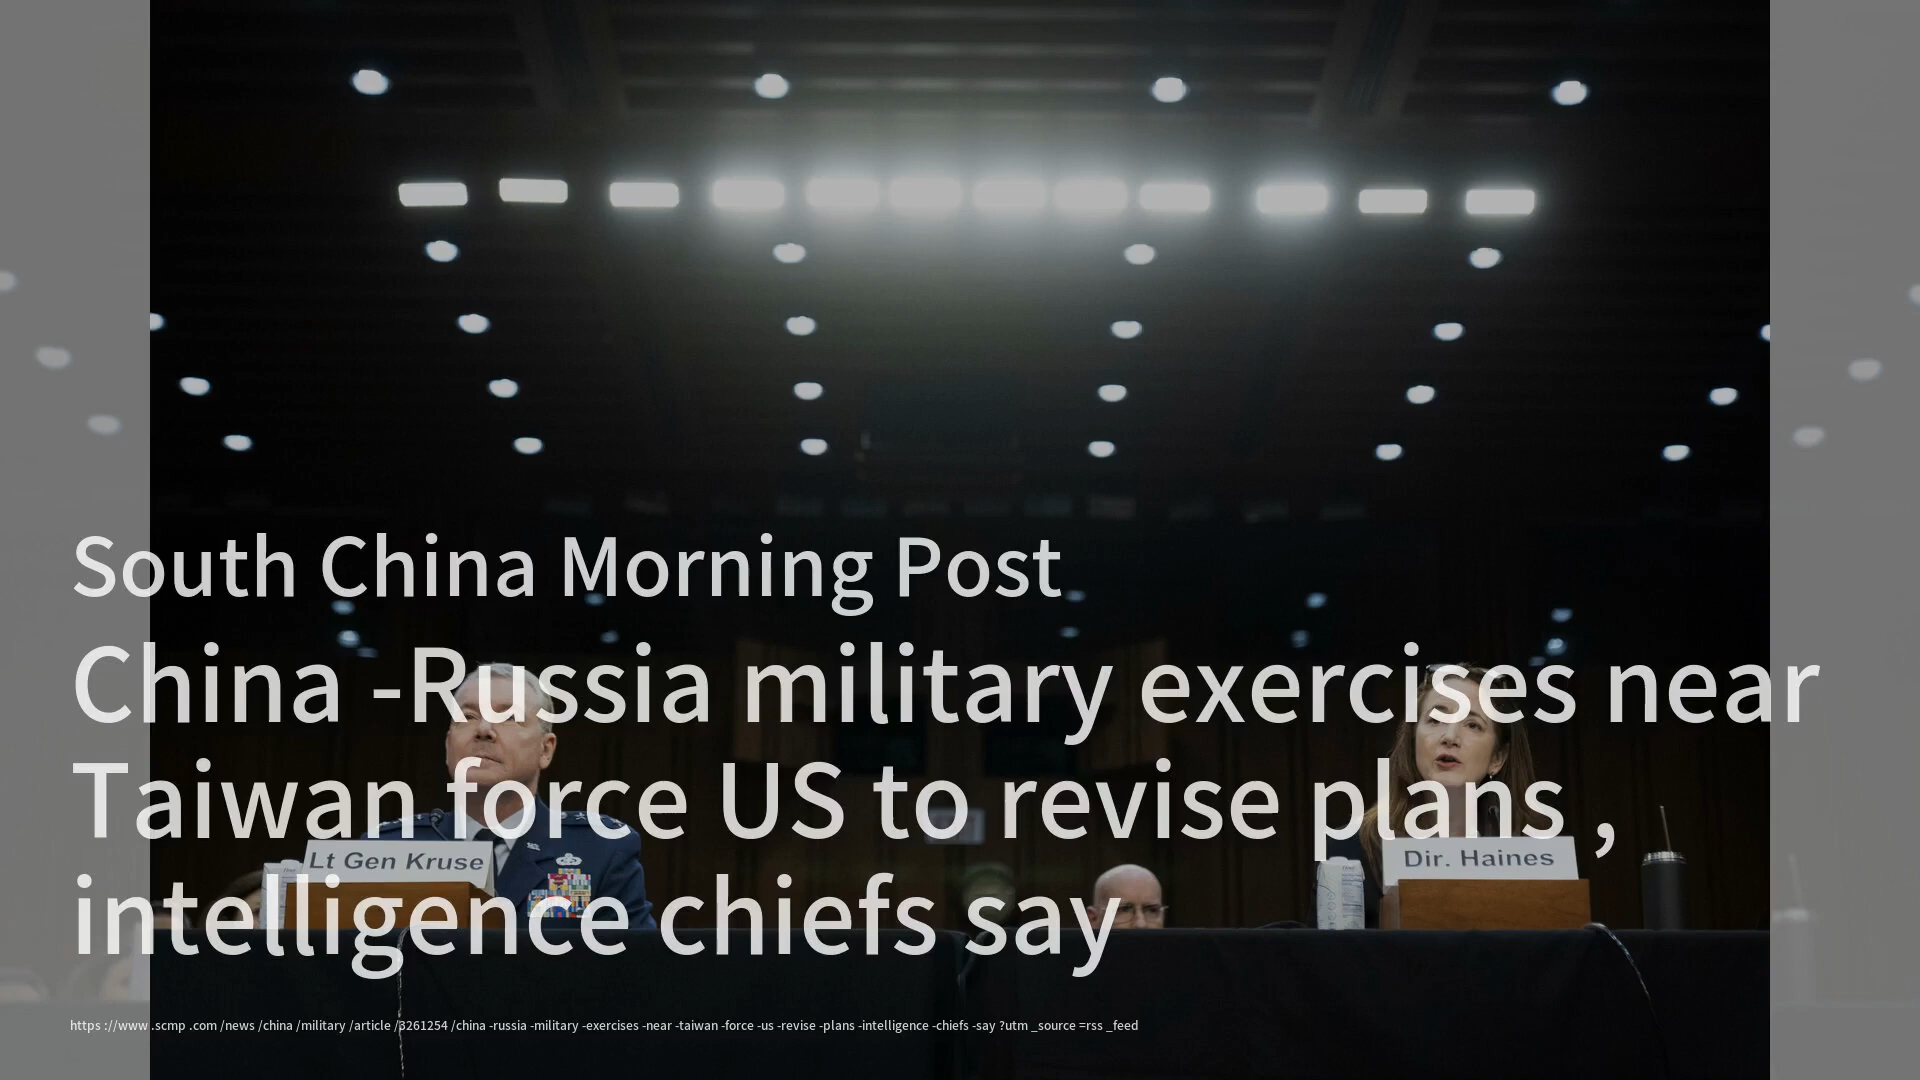 South China Morning Post
China -Russia military exercises near
Taiwan force US to revise plans ,
intelligence chiefs say
Lt Gen Kruse
Dir. Haines
https ://www .scmp .com /news /china /military /article /3261254 /china -russia -military -exercises -near -taiwan -force -us -revise -plans -intelligence -chiefs -say ?utm _source =rss _feed